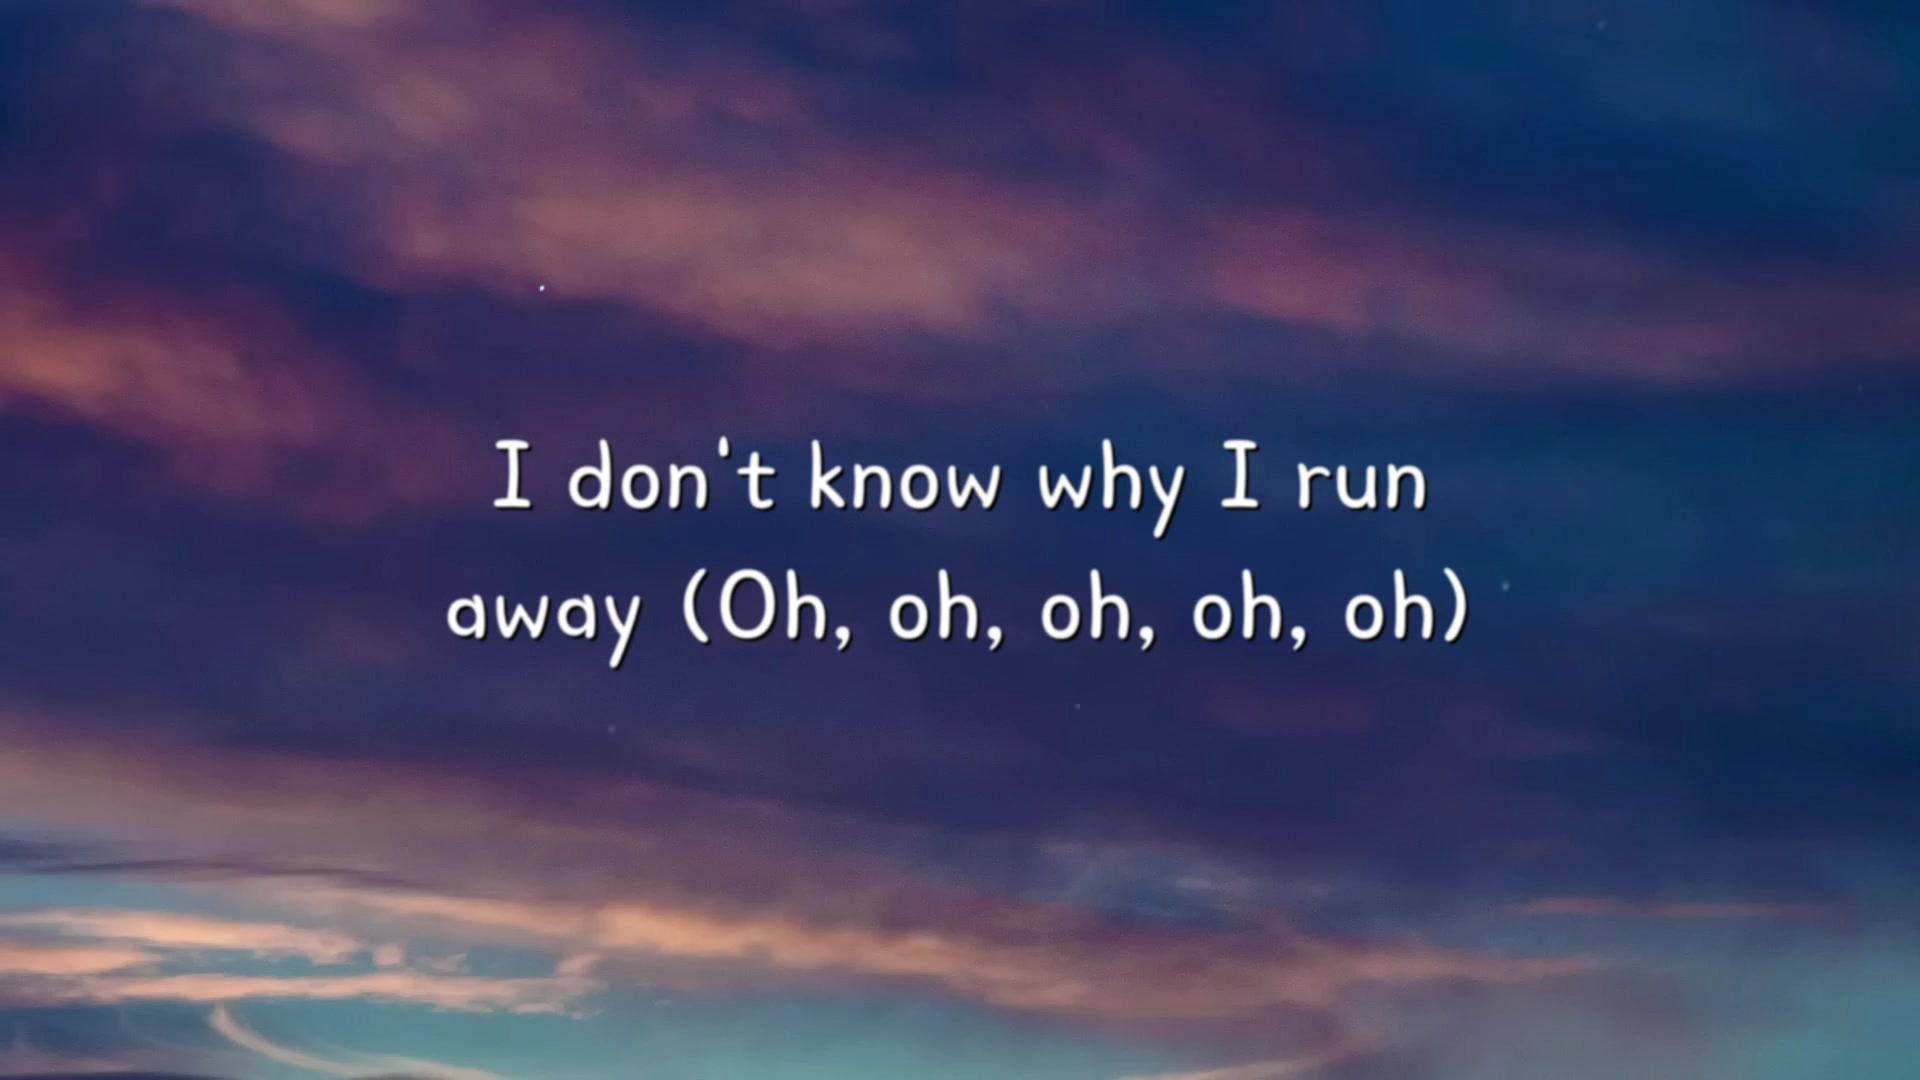 I don't know why I run
away (Oh, oh, oh, oh, oh)